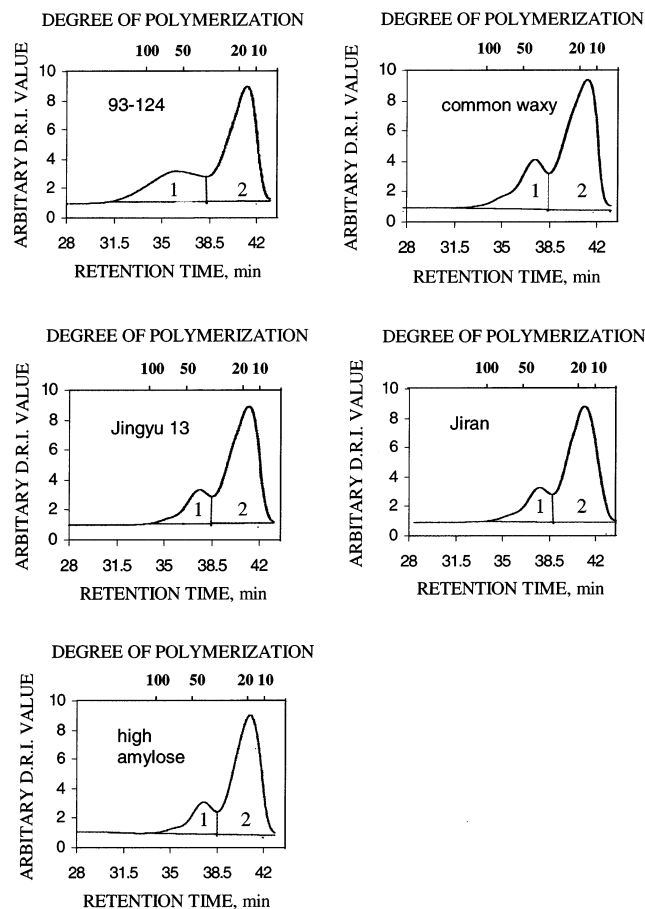 DEGREE OF POLYMERIZATION
100 50 20 10
ARBITARY D.R.I. VALUE
10
8
6
4
2
0
93-124
1 2
28 31.5 35 38.5 42
RETENTION TIME, min
DEGREE OF POLYMERIZATION
100 50 20 10
ARBITARY D.R.I. VALUE
10
8
6
4
2
0
common waxy
1 2
28 31.5 35 38.5 42
RETENTION TIME, min
DEGREE OF POLYMERIZATION
100 50 20 10
ARBITARY D.R.I. VALUE
10
8
6
4
2
0
Jingyu 13
1 2
28 31.5 35 38.5 42
RETENTION TIME, min
DEGREE OF POLYMERIZATION
100 50 20 10
ARBITARY D.R.I. VALUE
10
8
6
4
2
0
Jiran
1 2
28 31.5 35 38.5 42
RETENTION TIME, min
DEGREE OF POLYMERIZATION
100 50 20 10
ARBITARY D.R.I. VALUE
10
8
6
4
2
0
high
amylose
1 2
28 31.5 35 38.5 42
RETENTION TIME, min